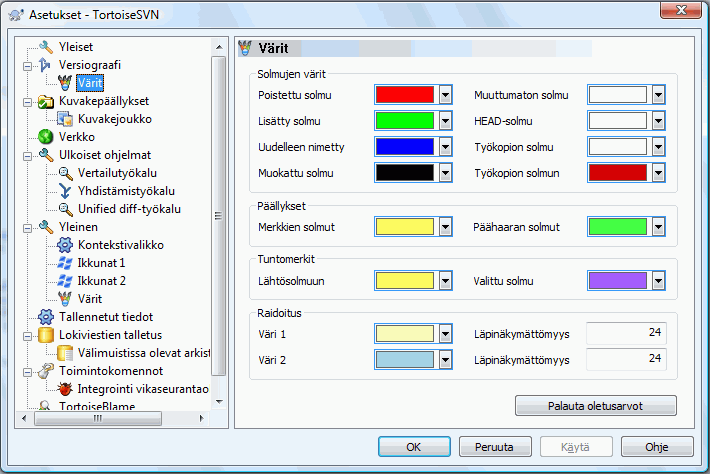 Asetukset - TortoiseSVN
Yleiset
Versiograafi
Värit
Kuvakepäällykset
Kuvakejoukko
Verkko
Ulkoiset ohjelmat
Vertailutyökalu
Yhdistämistyökalu
Unified diff-työkalu
Yleinen
Kontekstivalikko
Ikkunat 1
Ikkunat 2
Värit
Tallennetut tiedot
Lokiviestien talletus
Välimuistissa olevat arkist
Toimintokomennot
Integrointi vikaseurantao
TortoiseBlame
Värit
Solmujen värit
Poistettu solmu
Muuttumaton solmu
Lisätty solmu
HEAD-solmu
Uudelleen nimetty
Työkopion solmu
Muokattu solmu
Työkopion solmun
Päällykset
Merkkien solmut
Päähaaran solmut
Tuntomerkit
Lähtösolmuun
Valittu solmu
Raidoitus
Väri 1
Läpinäkymättömyys
24
Väri 2
Läpinäkymättömyys
24
Palauta oletusarvot
OK
Peruuta
Käytä
Ohje